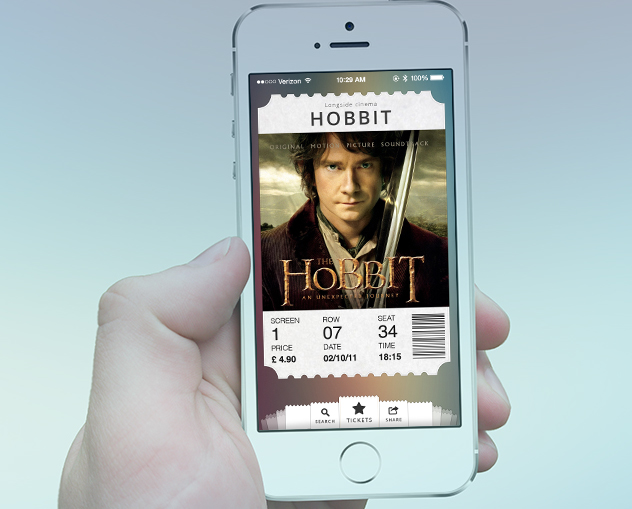 Verizon 10:29 AM 100%
Longside cinema
HOBBIT
ORIGINAL MOTION PICTURE SOUNDTRACK
THE
HOBBIT
AN UNEXPECTED JOURNEY
SCREEN ROW SEAT
1 07 34
PRICE DATE TIME
£ 4.90 02/10/11 18:15
SEARCH TICKETS SHARE